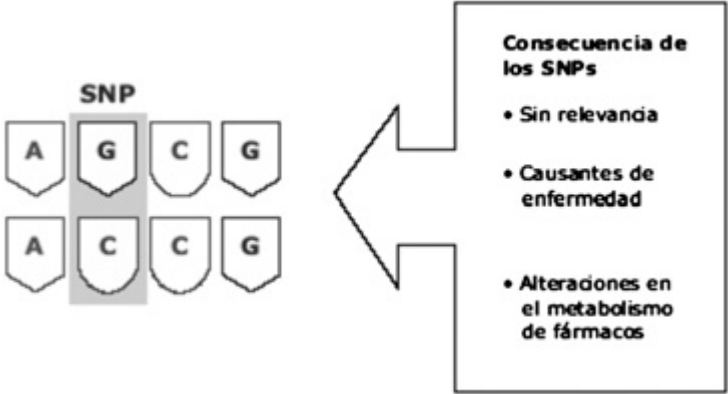 SNP
A G C G
A C C G
Consecuencia de
los SNPs
• Sin relevancia
• Causantes de
enfermedad
• Alteraciones en
el metabolismo
de fármacos